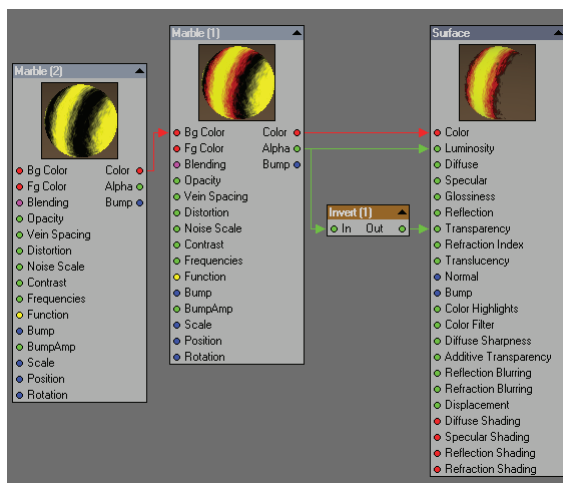 Marble (2)
Bg Color Color
Fg Color Alpha
Blending Bump
Opacity
Vein Spacing
Distortion
Noise Scale
Contrast
Frequencies
Function
Bump
BumpAmp
Scale
Position
Rotation
Marble (1)
Bg Color Color
Fg Color Alpha
Blending Bump
Opacity
Vein Spacing
Distortion
Noise Scale
Contrast
Frequencies
Function
Bump
BumpAmp
Scale
Position
Rotation
Invert (1)
In Out
Surface
Color
Luminosity
Diffuse
Specular
Glossiness
Reflection
Transparency
Refraction Index
Translucency
Normal
Bump
Color Highlights
Color Filter
Diffuse Sharpness
Additive Transparency
Reflection Blurring
Refraction Blurring
Displacement
Diffuse Shading
Specular Shading
Reflection Shading
Refraction Shading